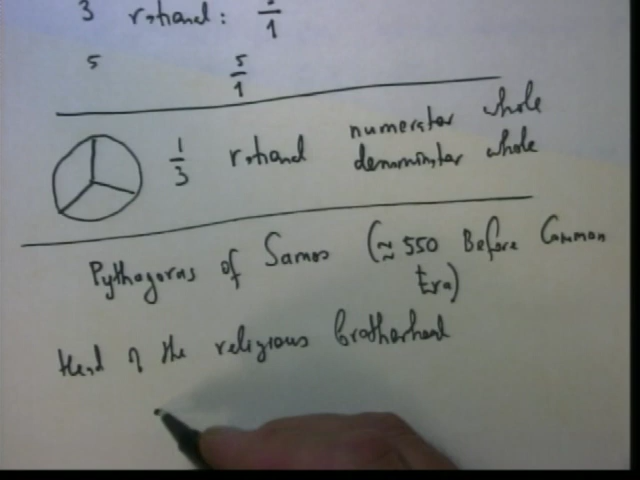 3 rational: 3/1
5 5/1
1/3 rational numerator whole
denominator whole
Pythagoras of Samos (≈ 550 Before Common
Era)
Head of the religious brotherhood